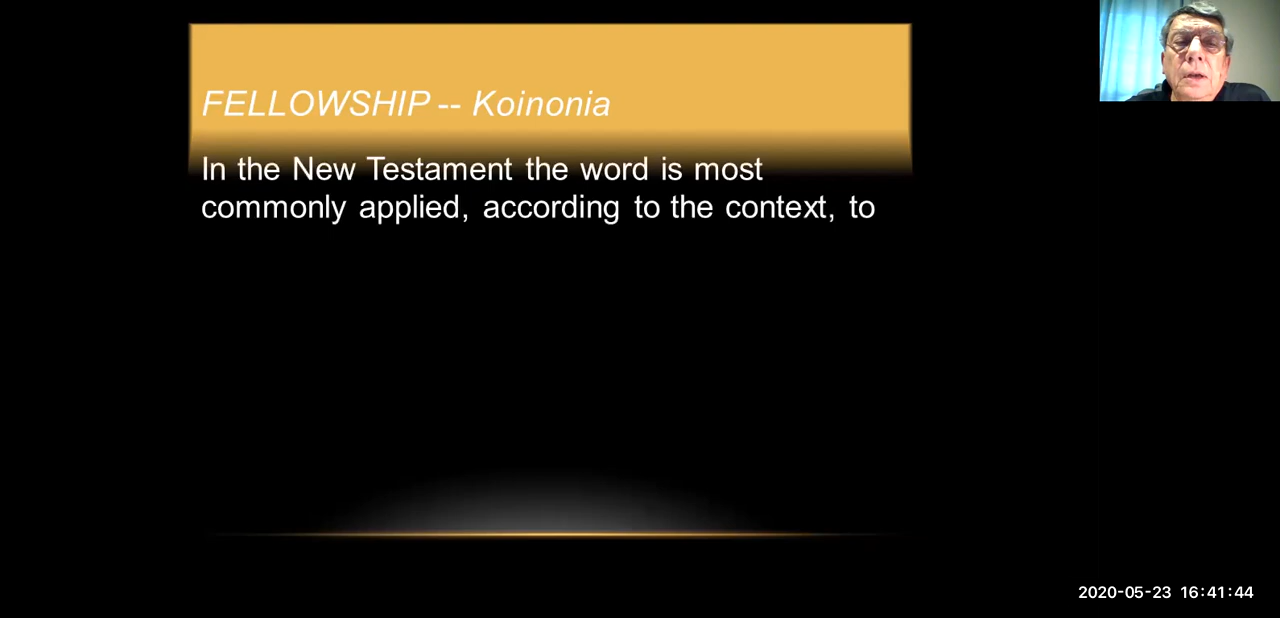 FELLOWSHIP -- Koinonia
In the New Testament the word is most
commonly applied, according to the context, to
2020-05-23 16:41:44